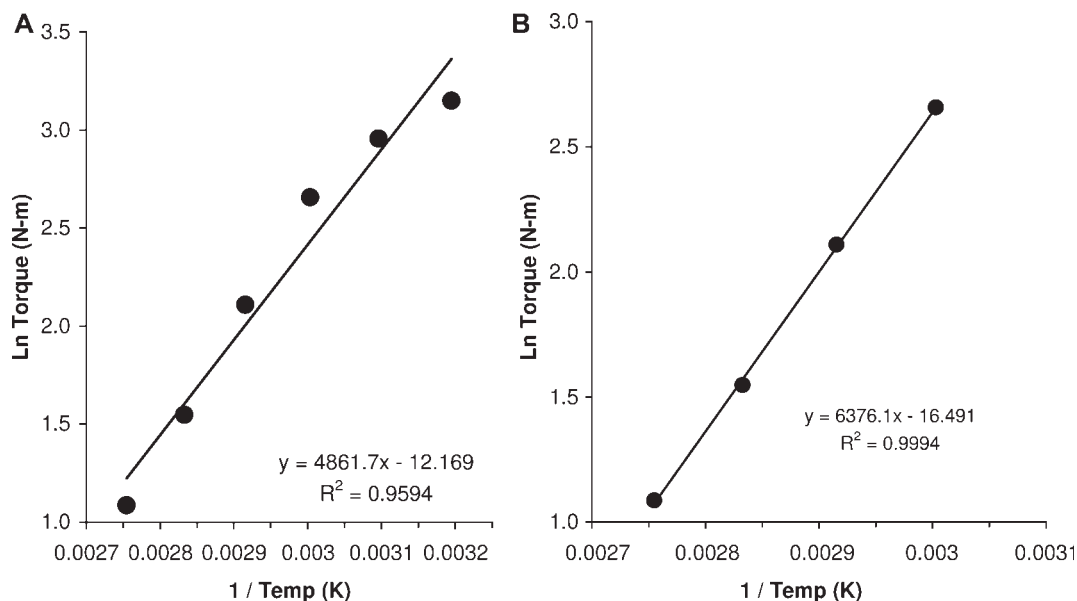 A
Ln Torque (N-m)
3.5
3.0
2.5
2.0
1.5
1.0
y = 4861.7x - 12.169
R² = 0.9594
0.0027 0.0028 0.0029 0.003 0.0031 0.0032
1 / Temp (K)
B
Ln Torque (N-m)
3.0
2.5
2.0
1.5
1.0
y = 6376.1x - 16.491
R² = 0.9994
0.0027 0.0028 0.0029 0.003 0.0031
1 / Temp (K)